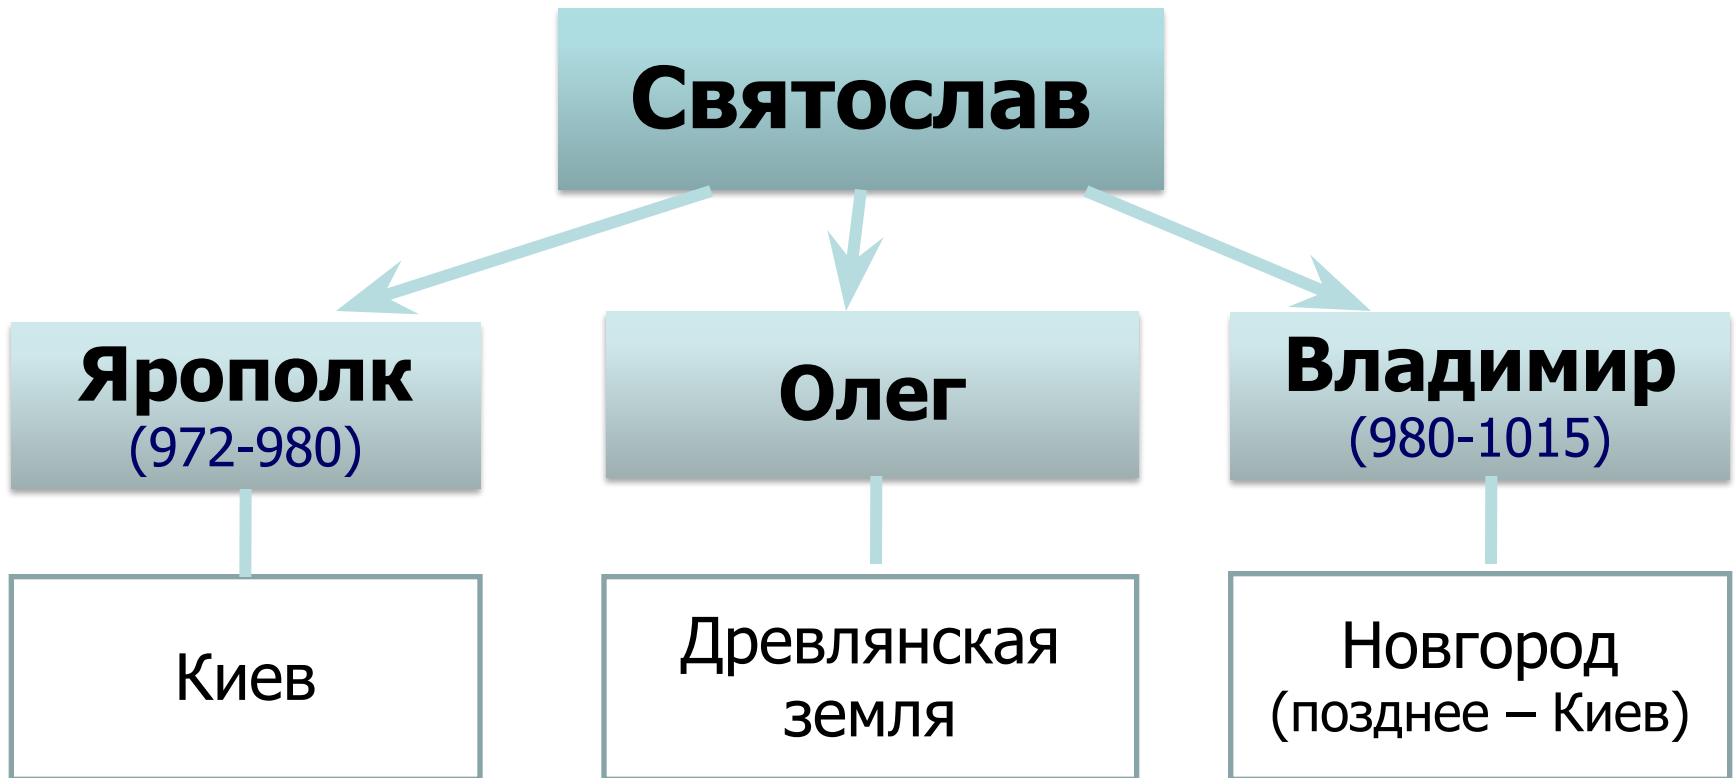 Святослав
Ярополк
(972-980)
Олег
Владимир
(980-1015)
Киев
Древлянская
земля
Новгород
(позднее – Киев)